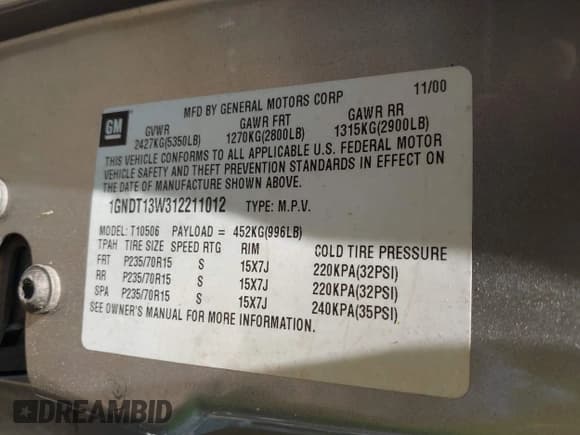 MFD BY GENERAL MOTORS CORP 11/00
GM
GVWR GAWR FRT GAWR RR
2427KG(5350LB) 1270KG(2800LB) 1315KG(2900LB)
THIS VEHICLE CONFORMS TO ALL APPLICABLE U.S. FEDERAL MOTOR
VEHICLE SAFETY AND THEFT PREVENTION STANDARDS IN EFFECT ON
THE DATE OF MANUFACTURE SHOWN ABOVE.
1GNDT13W312211012 TYPE: M.P.V.
MODEL: T10506 PAYLOAD = 452KG(996LB)
TPAH TIRE SIZE SPEED RTG RIM COLD TIRE PRESSURE
FRT P235/70R15 S 15X7J 220KPA(32PSI)
RR P235/70R15 S 15X7J 220KPA(32PSI)
SPA P235/70R15 S 15X7J 240KPA(35PSI)
SEE OWNER'S MANUAL FOR MORE INFORMATION.
DREAMBID